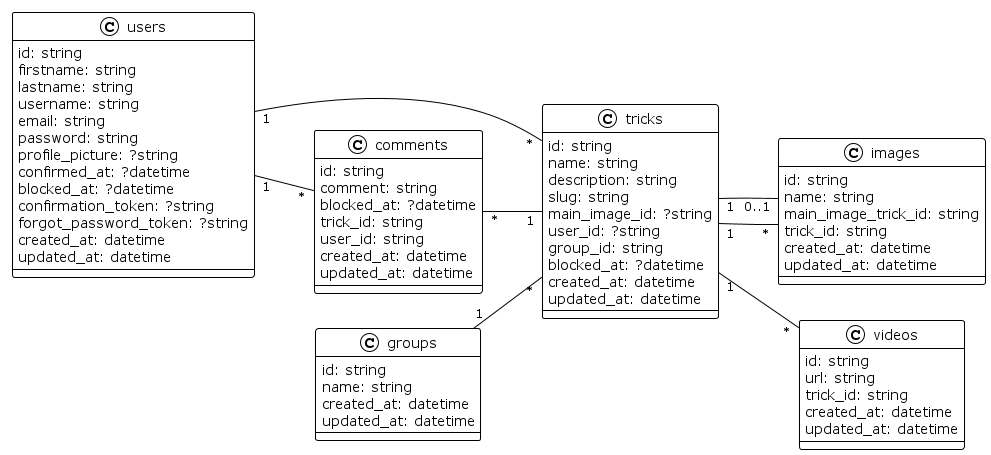 C users
id: string
firstname: string
lastname: string
username: string
email: string
password: string
profile_picture: ?string
confirmed_at: ?datetime
blocked_at: ?datetime
confirmation_token: ?string
forgot_password_token: ?string
created_at: datetime
updated_at: datetime
1
*
1
*
C comments
id: string
comment: string
blocked_at: ?datetime
trick_id: string
user_id: string
created_at: datetime
updated_at: datetime
*
1
C groups
id: string
name: string
created_at: datetime
updated_at: datetime
1
*
C tricks
id: string
name: string
description: string
slug: string
main_image_id: ?string
user_id: ?string
group_id: string
blocked_at: ?datetime
created_at: datetime
updated_at: datetime
1 0..1
1 *
1
*
C images
id: string
name: string
main_image_trick_id: string
trick_id: string
created_at: datetime
updated_at: datetime
C videos
id: string
url: string
trick_id: string
created_at: datetime
updated_at: datetime